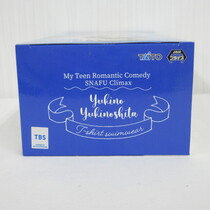 TAITO
My Teen Romantic Comedy
SNAFU Climax
Yukino
Yukinoshita
T-shirt swimwear
TBS